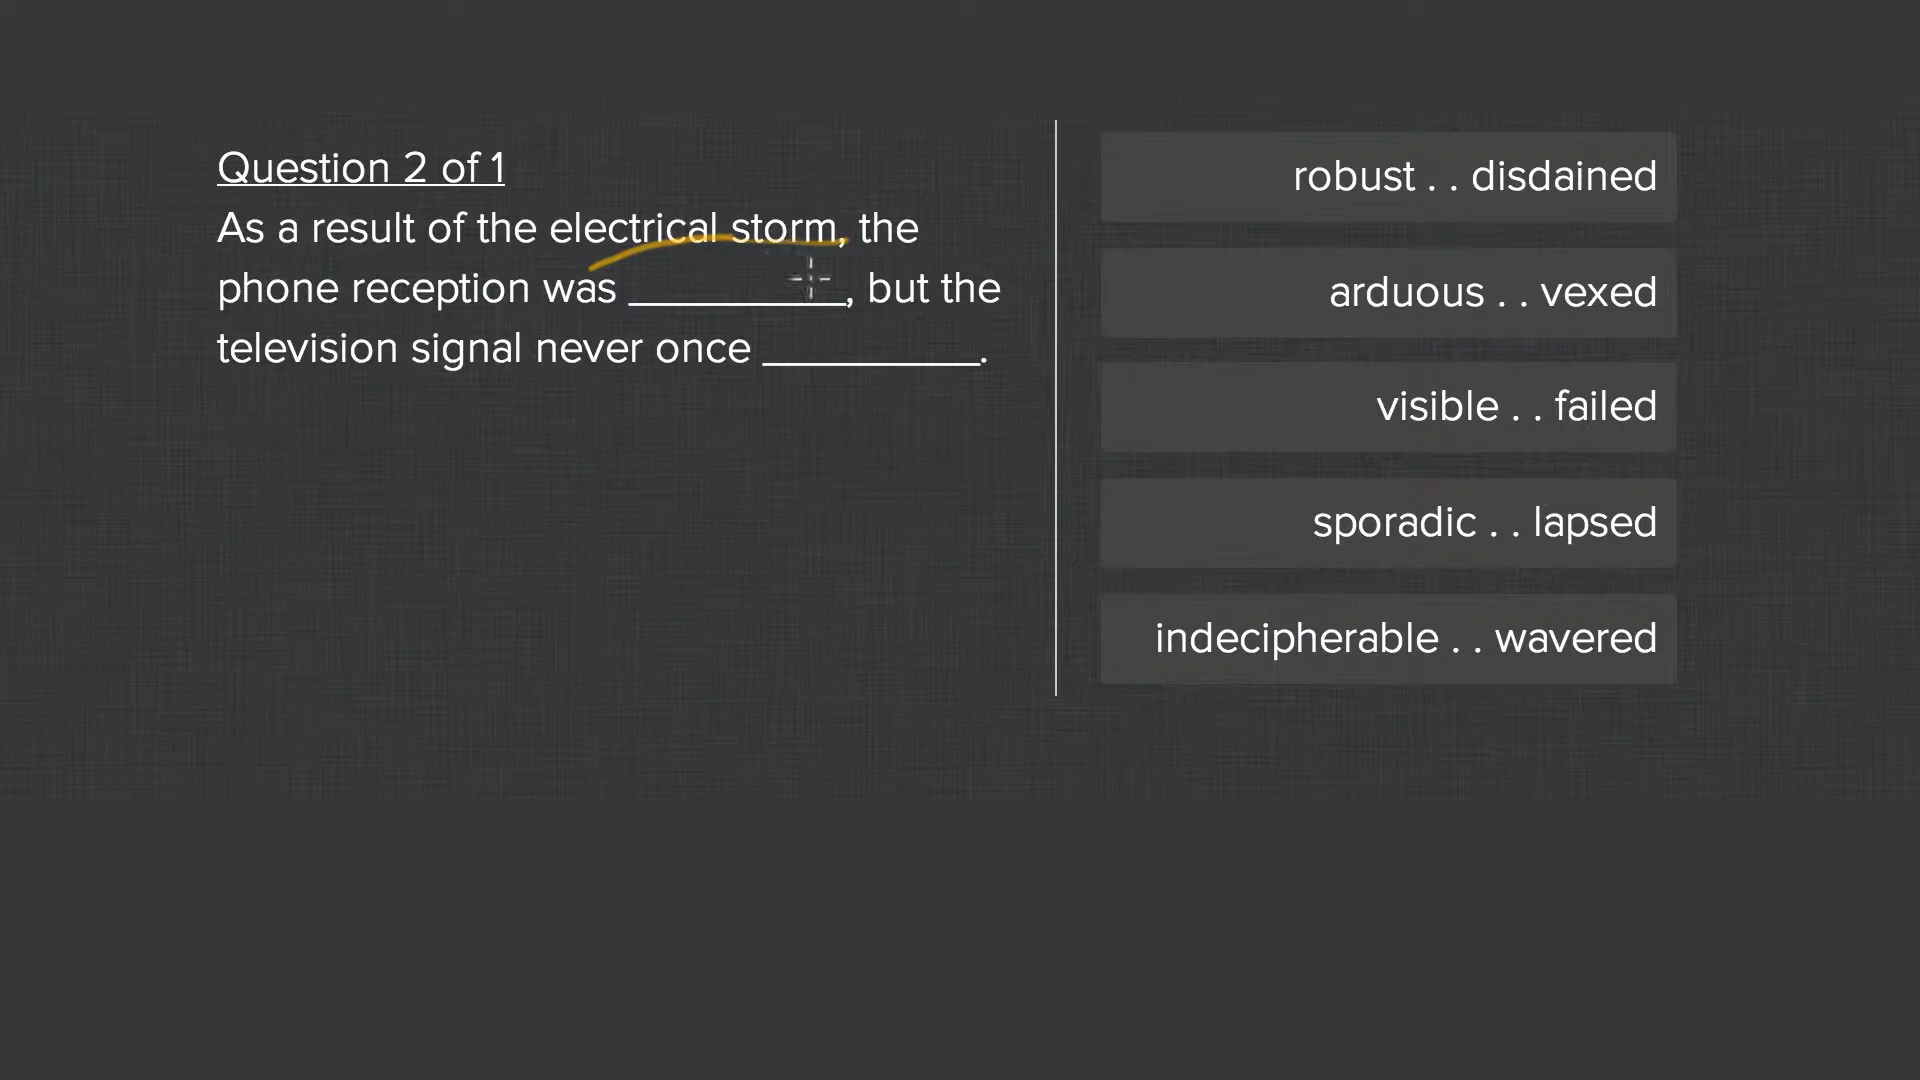 Question 2 of 1
As a result of the electrical storm, the
phone reception was __________, but the
television signal never once __________.
robust . . disdained
arduous . . vexed
visible . . failed
sporadic . . lapsed
indecipherable . . wavered